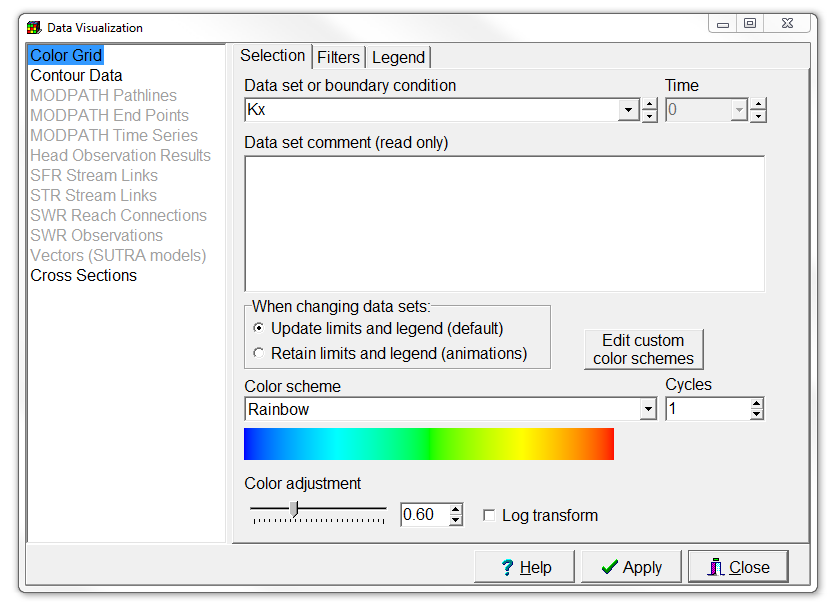 Data Visualization
Color Grid
Contour Data
MODPATH Pathlines
MODPATH End Points
MODPATH Time Series
Head Observation Results
SFR Stream Links
STR Stream Links
SWR Reach Connections
SWR Observations
Vectors (SUTRA models)
Cross Sections
Selection Filters Legend
Data set or boundary condition Time
Kx 0
Data set comment (read only)
When changing data sets:
Update limits and legend (default)
Retain limits and legend (animations)
Edit custom
color schemes
Color scheme Cycles
Rainbow 1
Color adjustment
0.60 Log transform
? Help Apply Close